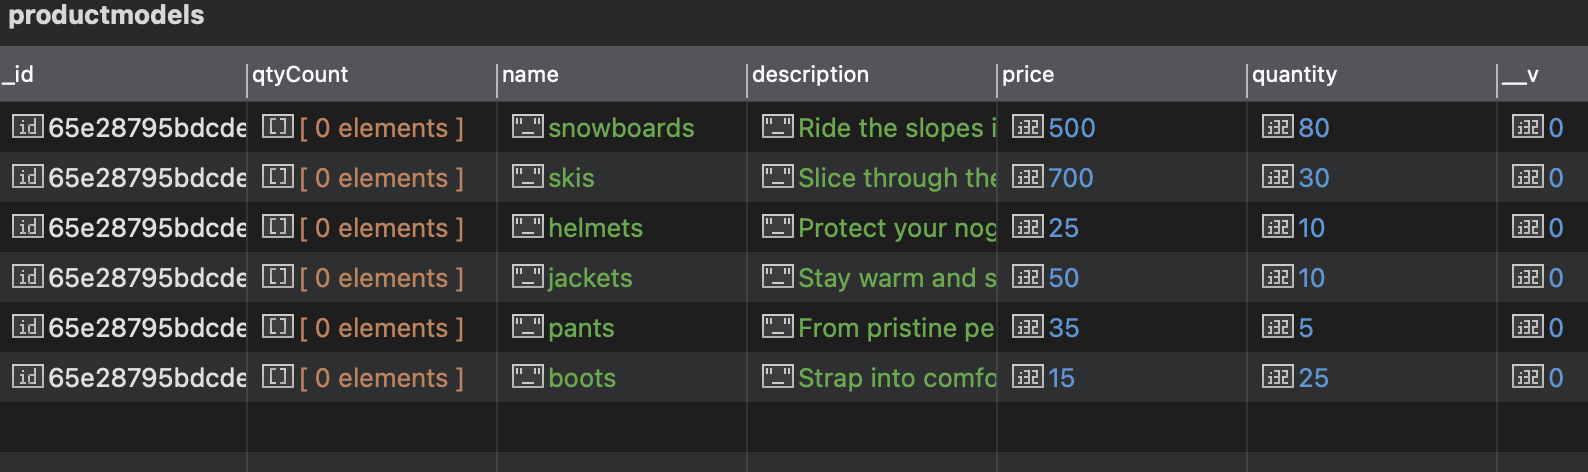 productmodels
_id qtyCount name description price quantity __v
id 65e28795bdcde [] [ 0 elements ] "_" snowboards "_" Ride the slopes i i32 500 i32 80 i32 0
id 65e28795bdcde [] [ 0 elements ] "_" skis "_" Slice through the i32 700 i32 30 i32 0
id 65e28795bdcde [] [ 0 elements ] "_" helmets "_" Protect your nog i32 25 i32 10 i32 0
id 65e28795bdcde [] [ 0 elements ] "_" jackets "_" Stay warm and s i32 50 i32 10 i32 0
id 65e28795bdcde [] [ 0 elements ] "_" pants "_" From pristine pe i32 35 i32 5 i32 0
id 65e28795bdcde [] [ 0 elements ] "_" boots "_" Strap into comfo i32 15 i32 25 i32 0